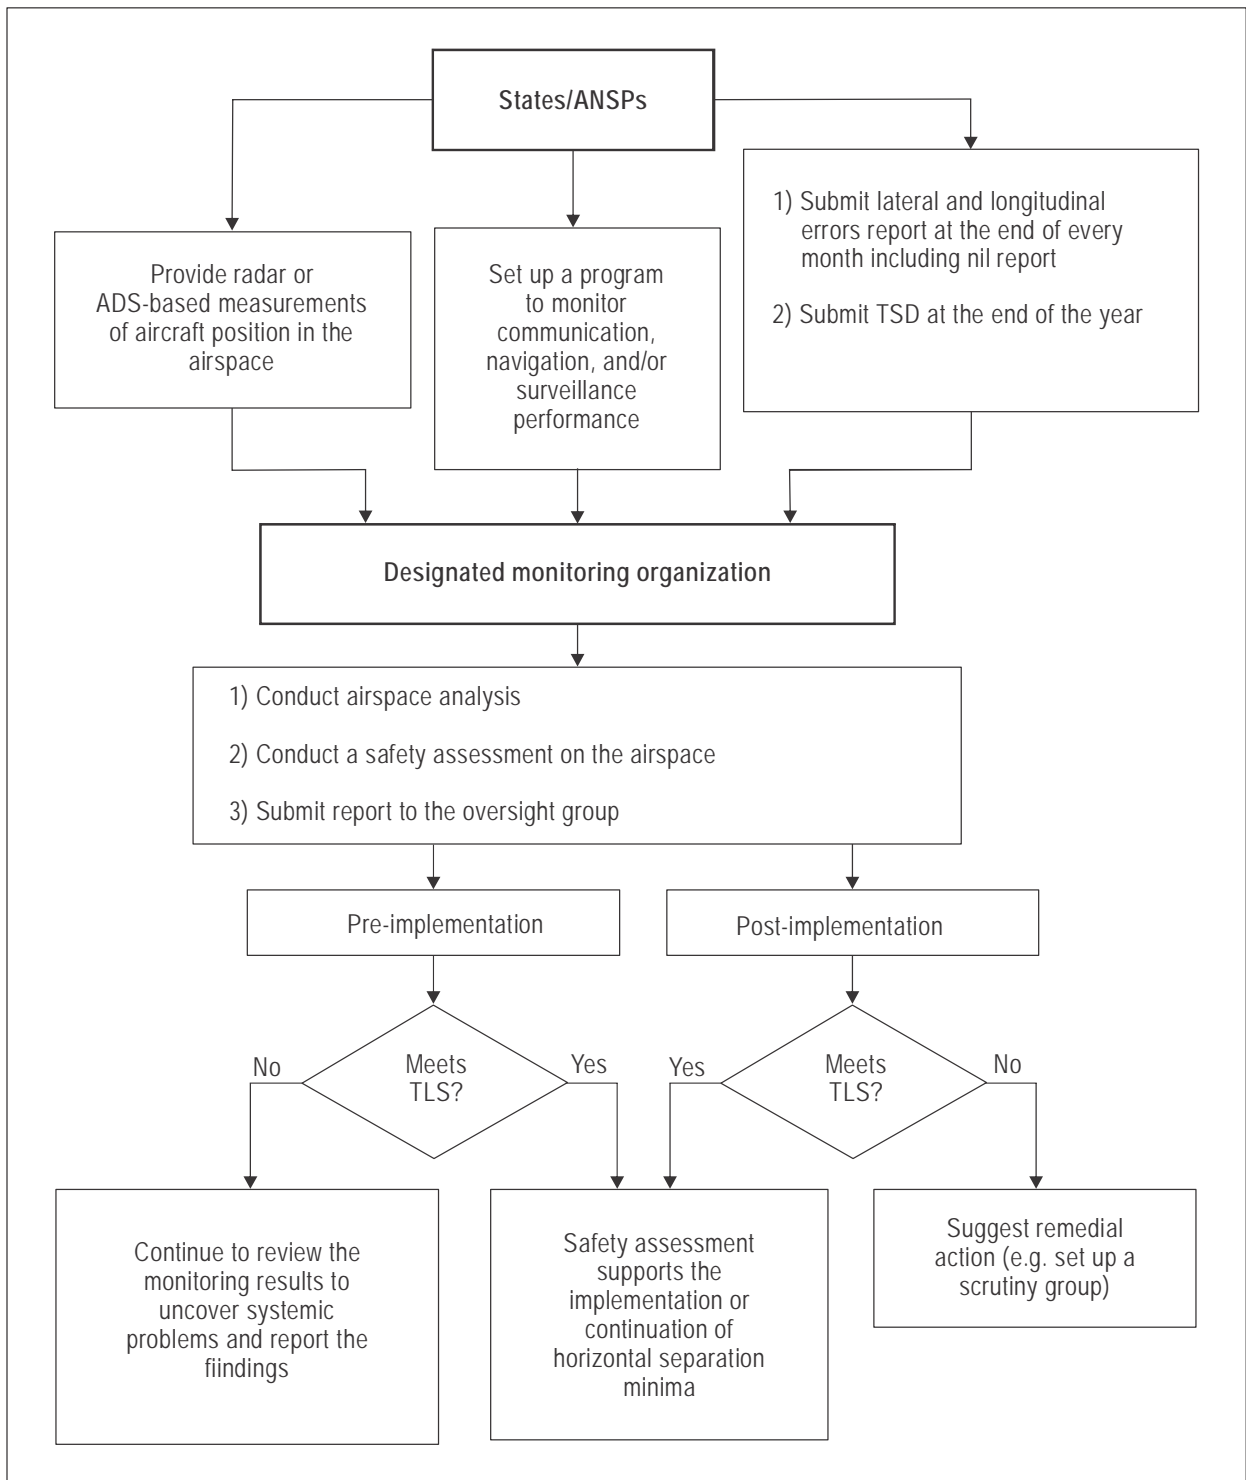 States/ANSPs
1) Submit lateral and longitudinal
errors report at the end of every
month including nil report
2) Submit TSD at the end of the year
Provide radar or
ADS-based measurements
of aircraft position in the
airspace
Set up a program
to monitor
communication,
navigation, and/or
surveillance
performance
Designated monitoring organization
1) Conduct airspace analysis
2) Conduct a safety assessment on the airspace
3) Submit report to the oversight group
Pre-implementation
Post-implementation
No
Meets
TLS?
Yes
Yes
Meets
TLS?
No
Continue to review the
monitoring results to
uncover systemic
problems and report the
fiindings
Safety assessment
supports the
implementation or
continuation of
horizontal separation
minima
Suggest remedial
action (e.g. set up a
scrutiny group)